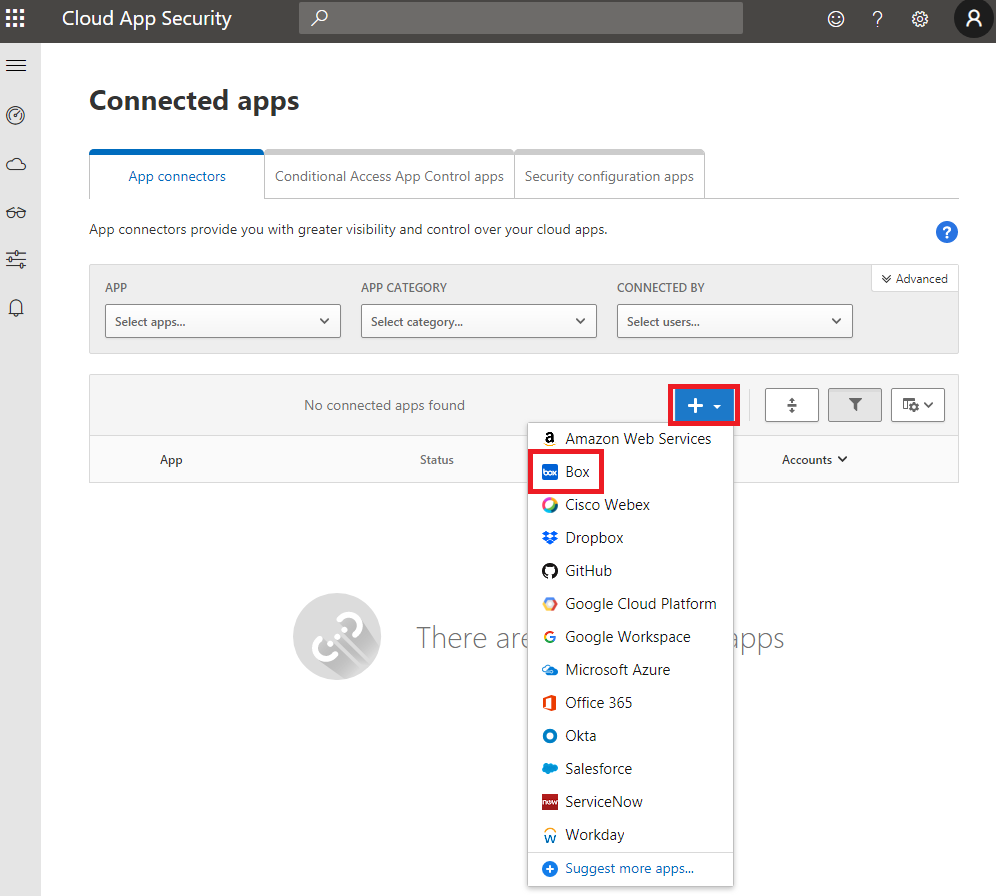 Cloud App Security
Connected apps
App connectors
Conditional Access App Control apps
Security configuration apps
App connectors provide you with greater visibility and control over your cloud apps.
?
Advanced
APP
APP CATEGORY
CONNECTED BY
Select apps...
Select category...
Select users...
No connected apps found
App
Status
Accounts
a Amazon Web Services
box Box
Cisco Webex
Dropbox
GitHub
Google Cloud Platform
G Google Workspace
Microsoft Azure
Office 365
Okta
Salesforce
now ServiceNow
W Workday
Suggest more apps...
There are
apps